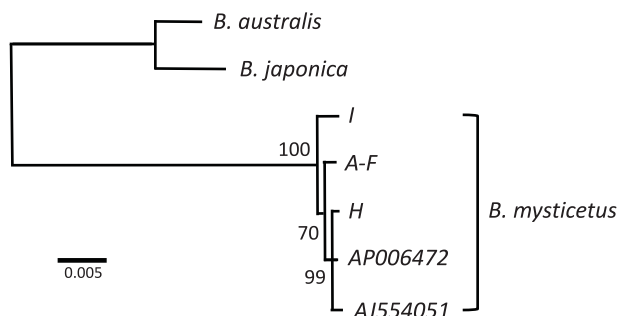 B. australis
B. japonica
I
100
A-F
H
B. mysticetus
70
AP006472
0.005
99
AJ554051